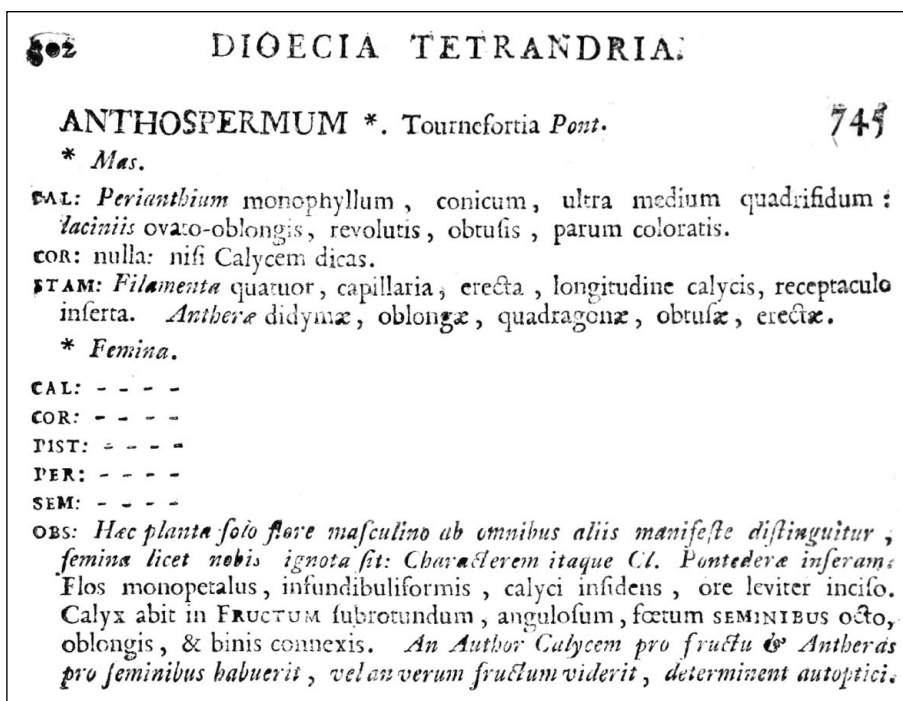 302 DIOECIA TETRANDRIA.
ANTHOSPERMUM *. Tournefortia Pont. 745
* Mas.
CAL: Perianthium monophyllum, conicum, ultra medium quadrifidum:
laciniis ovato-oblongis, revolutis, obtuſis, parum coloratis.
COR: nulla: niſi Calycem dicas.
STAM: Filamenta quatuor, capillaria, erecta, longitudine calycis, receptaculo
inſerta. Antheræ didymæ, oblongæ, quadragonæ, obtuſæ, erectæ.
* Femina.
CAL: - - - -
COR: - - - -
PIST: - - - -
PER: - - - -
SEM: - - - -
OBS: Hæc planta ſolo flore maſculino ab omnibus aliis manifeſte diſtinguitur,
femina licet nobis ignota ſit: Characterem itaque Cl. Pontederæ inſeram:
Flos monopetalus, infundibuliformis, calyci inſidens, ore leviter inciſo.
Calyx abit in FRUCTUM ſubrotundum, anguloſum, fœtum SEMINIBUS octo,
oblongis, & binis connexis. An Author Calycem pro fructu & Antheras
pro ſeminibus habuerit, vel an verum fructum viderit, determinent autoptici.